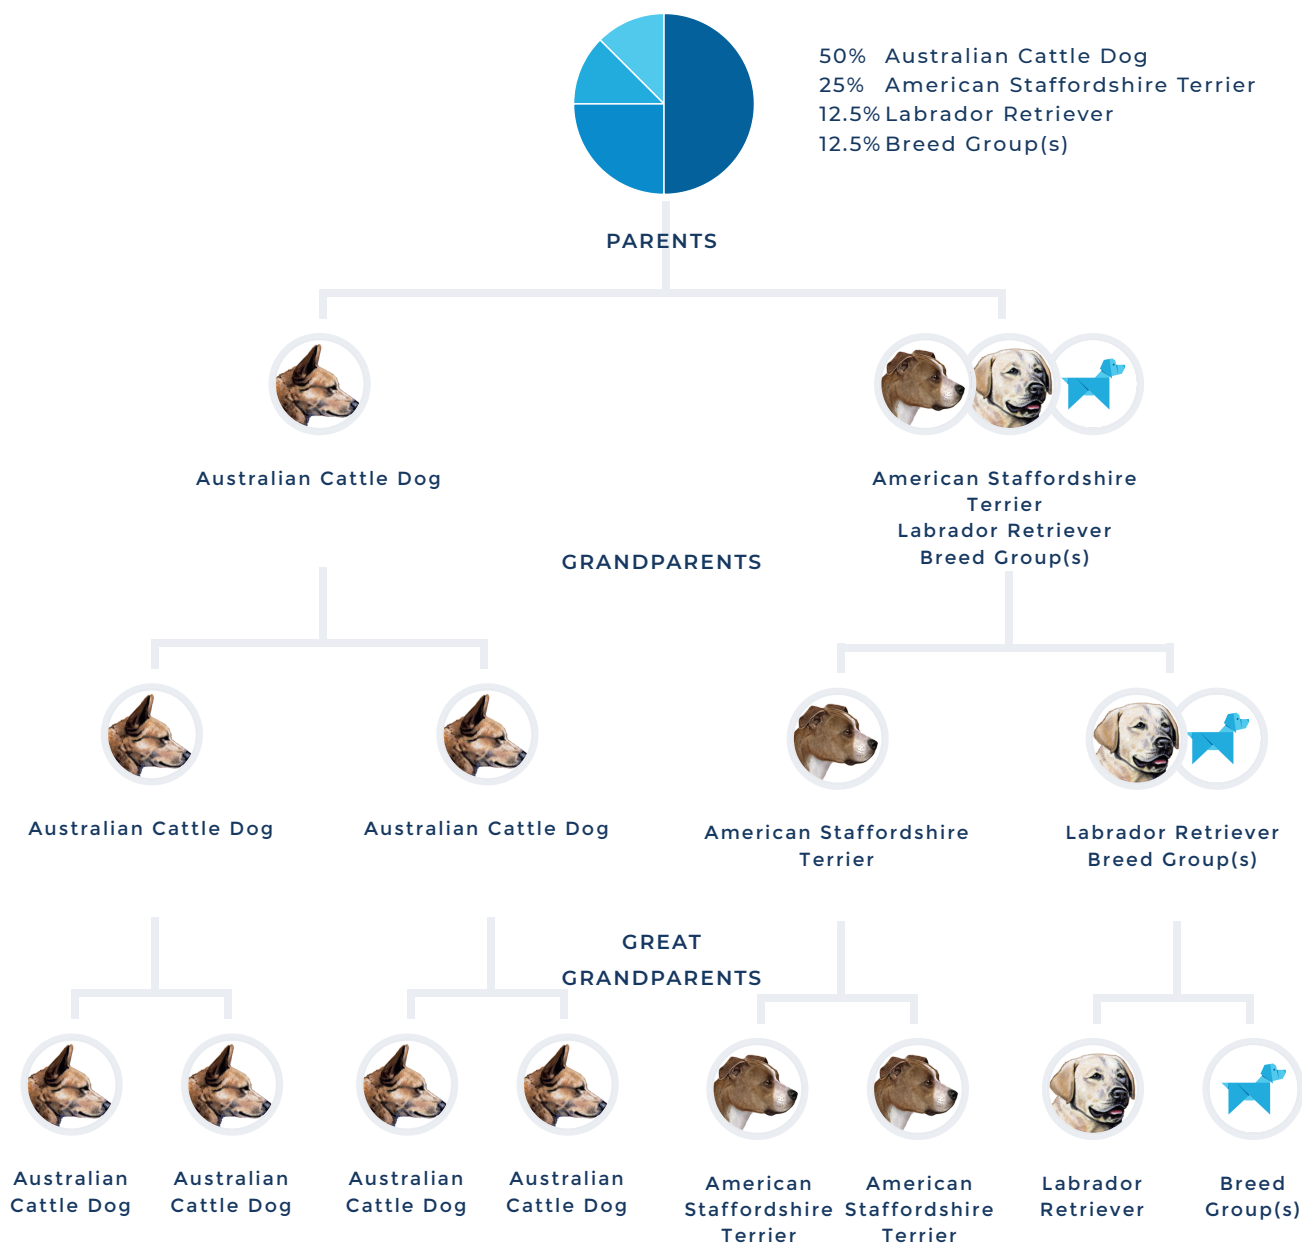 50% Australian Cattle Dog
25% American Staffordshire Terrier
12.5% Labrador Retriever
12.5% Breed Group(s)
PARENTS
Australian Cattle Dog
American Staffordshire
Terrier
Labrador Retriever
Breed Group(s)
GRANDPARENTS
Australian Cattle Dog
Australian Cattle Dog
American Staffordshire
Terrier
Labrador Retriever
Breed Group(s)
GREAT
GRANDPARENTS
Australian
Cattle Dog
Australian
Cattle Dog
Australian
Cattle Dog
Australian
Cattle Dog
American
Staffordshire
Terrier
American
Staffordshire
Terrier
Labrador
Retriever
Breed
Group(s)